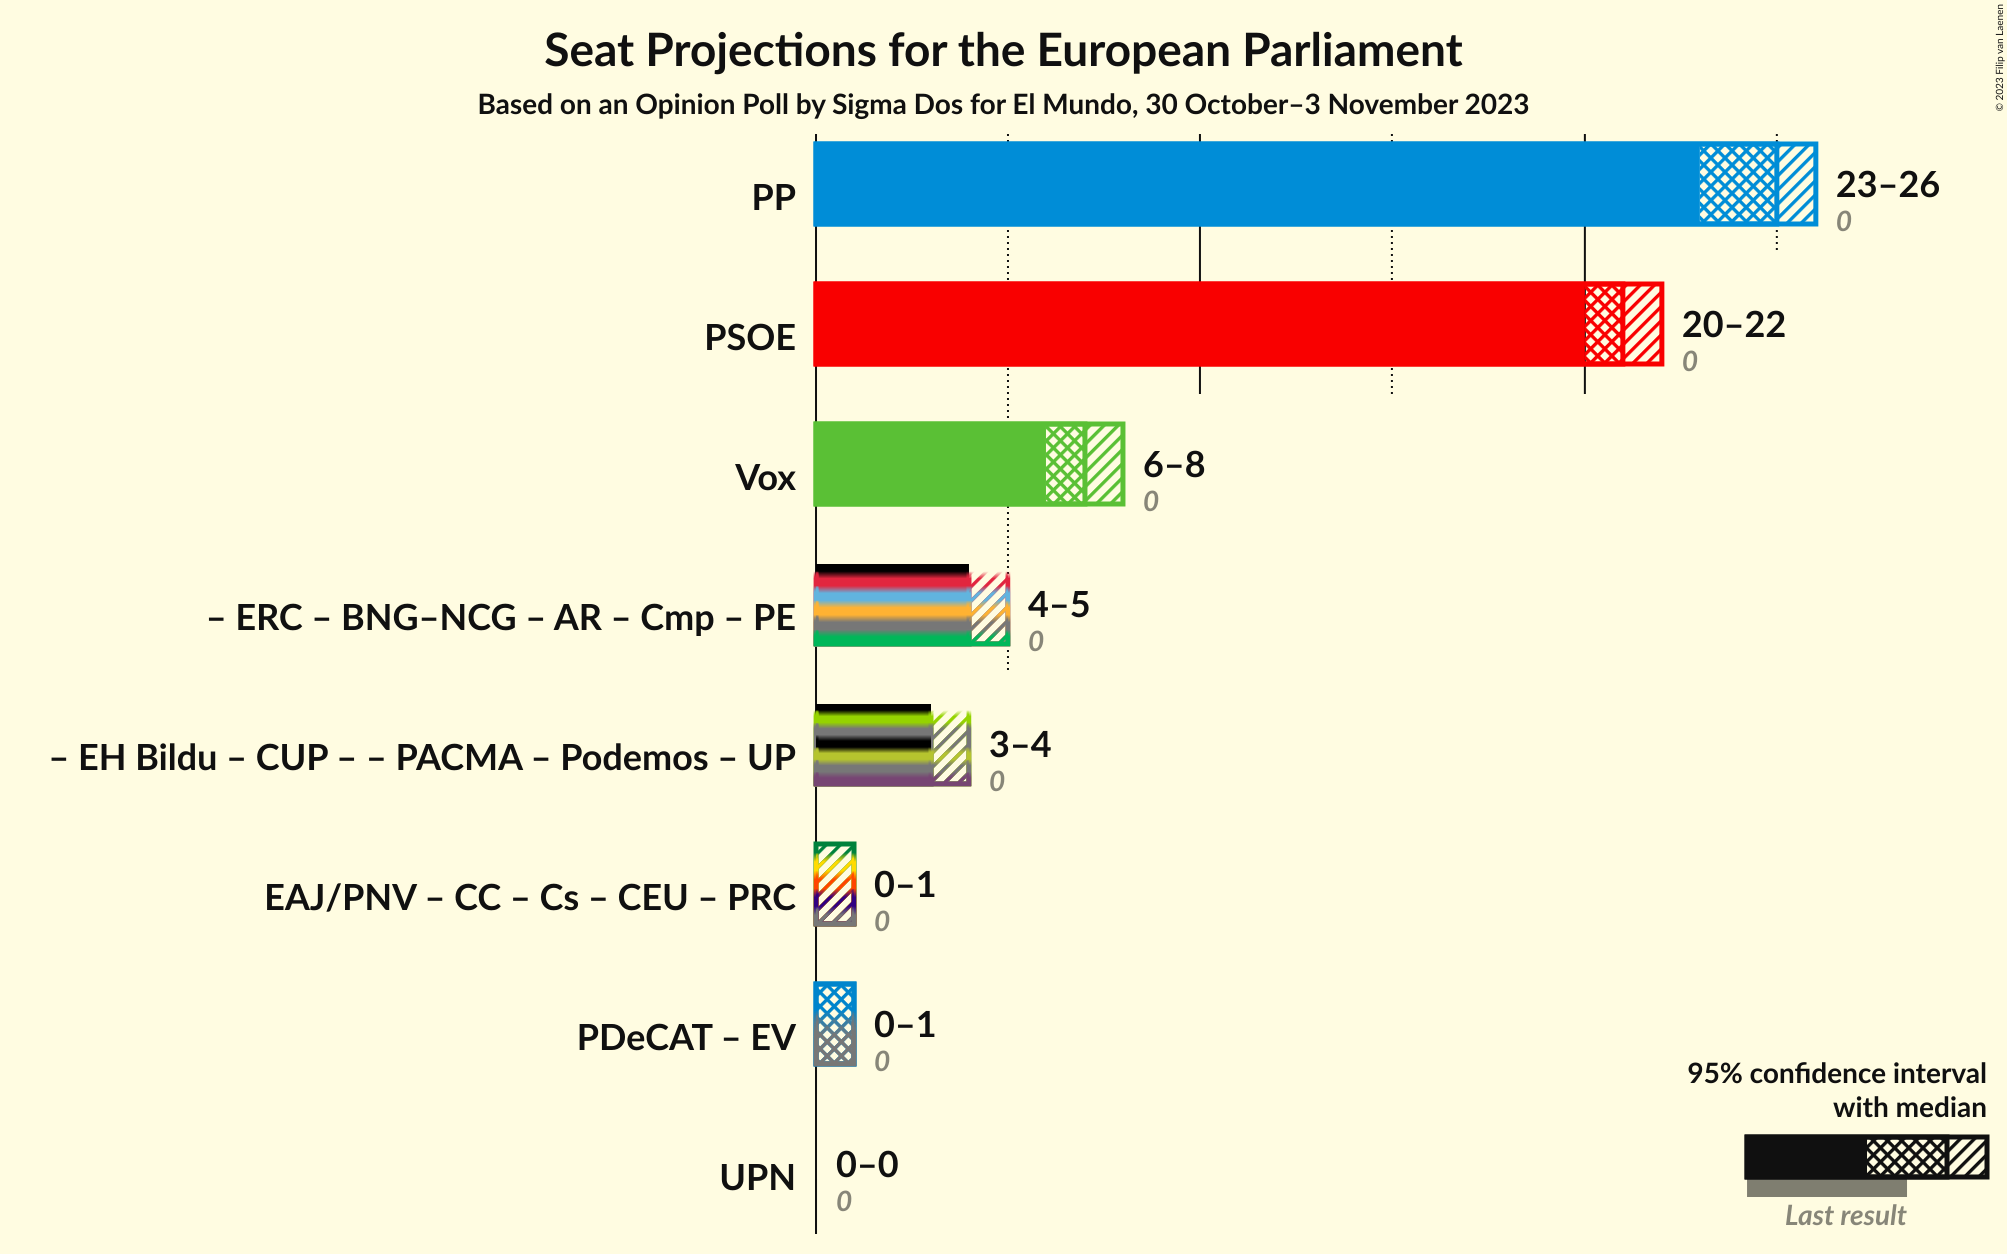 Seat Projections for the European Parliament
Based on an Opinion Poll by Sigma Dos for El Mundo, 30 October–3 November 2023
© 2023 Filip van Laenen
PP
23–26
0
PSOE
20–22
0
Vox
6–8
0
– ERC – BNG–NCG – AR – Cmp – PE
4–5
0
– EH Bildu – CUP – – PACMA – Podemos – UP
3–4
0
EAJ/PNV – CC – Cs – CEU – PRC
0–1
0
PDeCAT – EV
0–1
0
UPN
0–0
0
95% confidence interval
with median
Last result